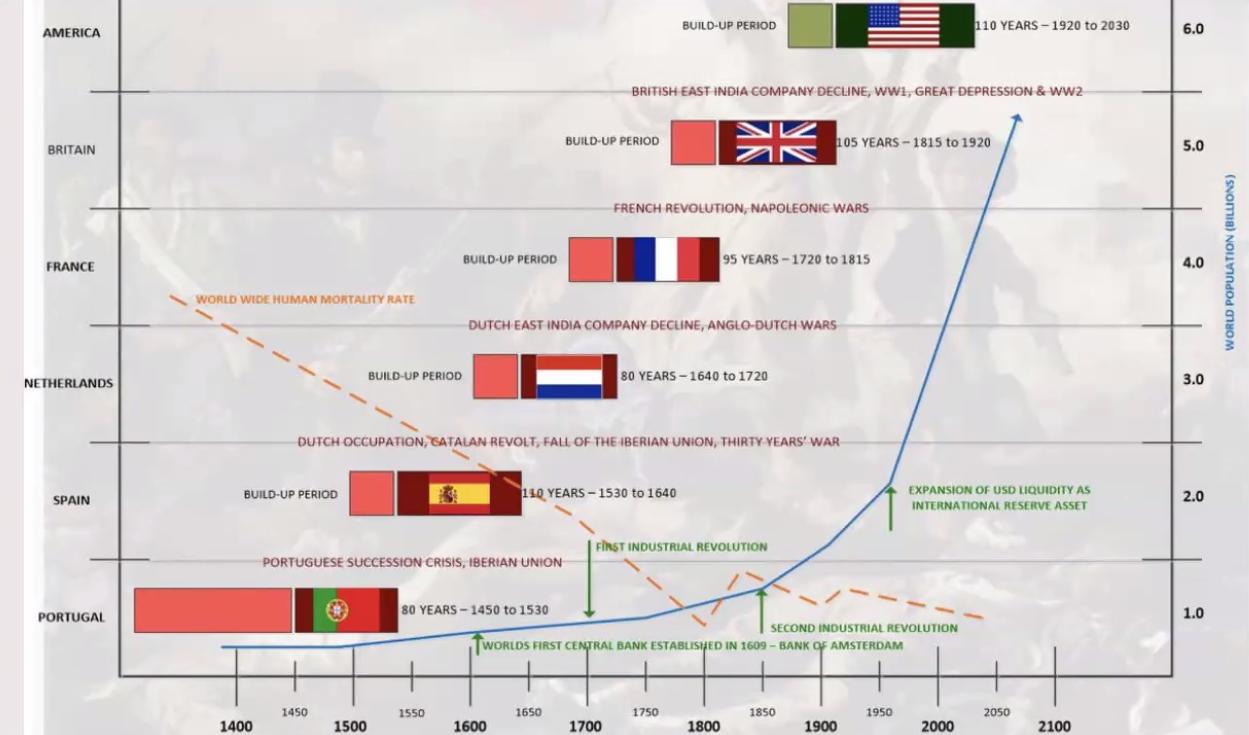 AMERICA
BUILD-UP PERIOD
110 YEARS – 1920 to 2030
6.0
BRITISH EAST INDIA COMPANY DECLINE, WW1, GREAT DEPRESSION & WW2
BRITAIN
BUILD-UP PERIOD
105 YEARS – 1815 to 1920
5.0
FRENCH REVOLUTION, NAPOLEONIC WARS
FRANCE
BUILD-UP PERIOD
95 YEARS – 1720 to 1815
4.0
WORLD POPULATION (BILLIONS)
WORLD WIDE HUMAN MORTALITY RATE
DUTCH EAST INDIA COMPANY DECLINE, ANGLO-DUTCH WARS
NETHERLANDS
BUILD-UP PERIOD
80 YEARS – 1640 to 1720
3.0
DUTCH OCCUPATION, CATALAN REVOLT, FALL OF THE IBERIAN UNION, THIRTY YEARS' WAR
SPAIN
BUILD-UP PERIOD
110 YEARS – 1530 to 1640
2.0
EXPANSION OF USD LIQUIDITY AS
INTERNATIONAL RESERVE ASSET
FIRST INDUSTRIAL REVOLUTION
PORTUGUESE SUCCESSION CRISIS, IBERIAN UNION
PORTUGAL
80 YEARS – 1450 to 1530
1.0
SECOND INDUSTRIAL REVOLUTION
WORLDS FIRST CENTRAL BANK ESTABLISHED IN 1609 – BANK OF AMSTERDAM
1450 1550 1650 1750 1850 1950 2050
1400 1500 1600 1700 1800 1900 2000 2100